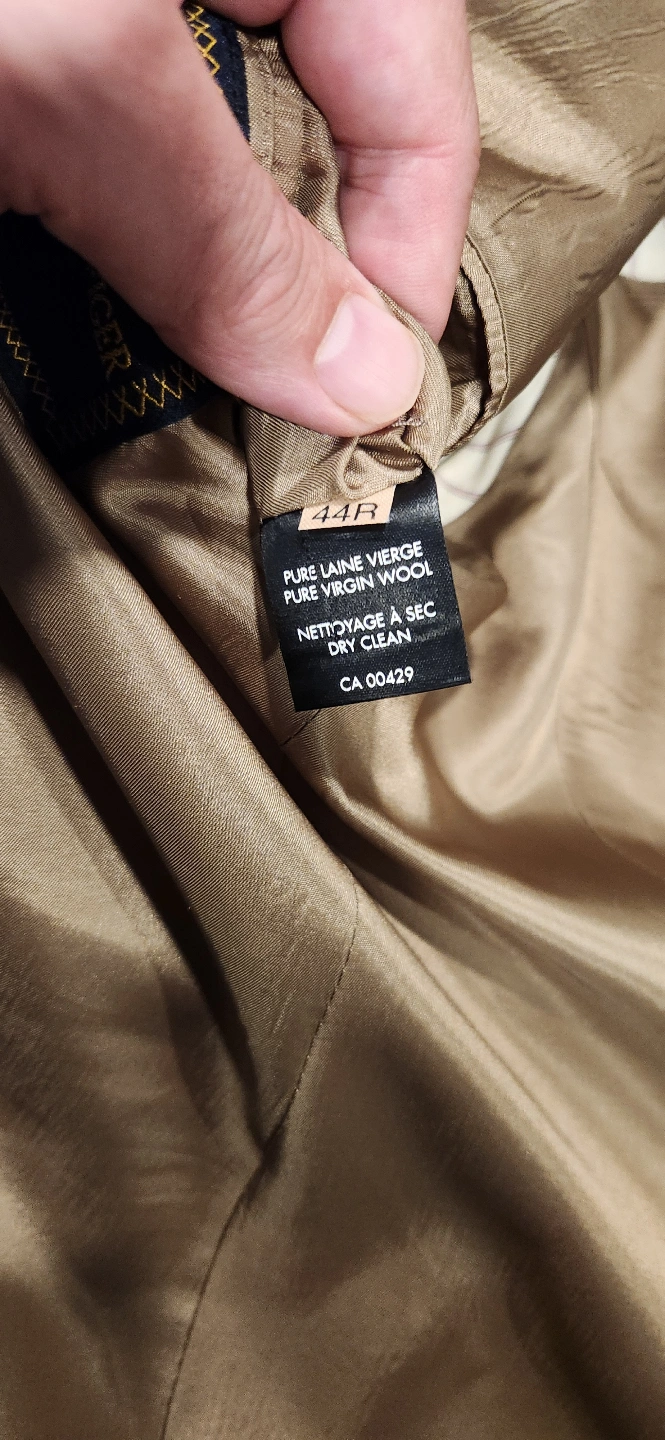 44R
PURE LAINE VIERGE
PURE VIRGIN WOOL
NETTOYAGE À SEC
DRY CLEAN
CA 00429